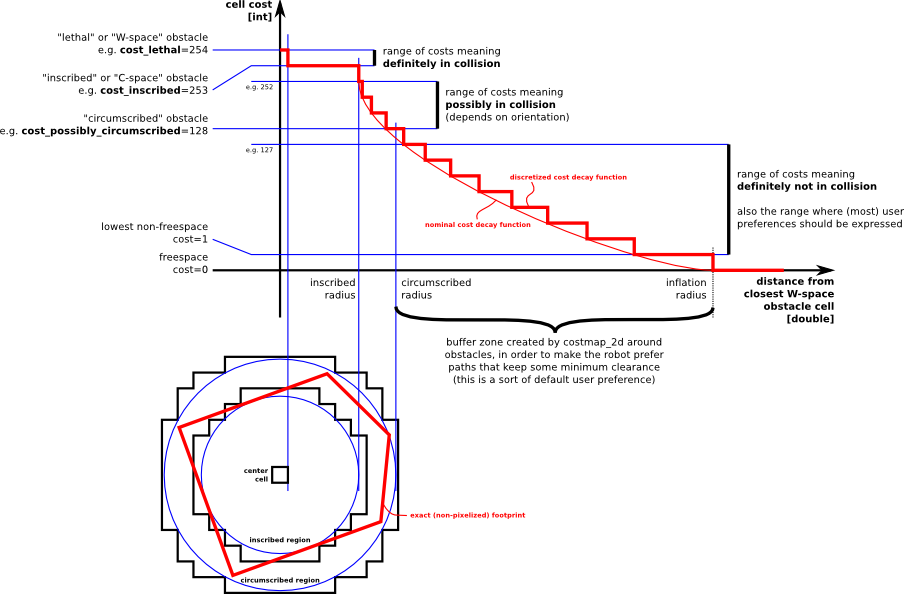 cell cost
[int]
"lethal" or "W-space" obstacle
e.g. cost_lethal=254
range of costs meaning
definitely in collision
"inscribed" or "C-space" obstacle
e.g. cost_inscribed=253
e.g. 252
range of costs meaning
possibly in collision
(depends on orientation)
"circumscribed" obstacle
e.g. cost_possibly_circumscribed=128
e.g. 127
range of costs meaning
definitely not in collision
also the range where (most) user
preferences should be expressed
discretized cost decay function
nominal cost decay function
lowest non-freespace
cost=1
freespace
cost=0
inscribed
radius
circumscribed
radius
inflation
radius
distance from
closest W-space
obstacle cell
[double]
buffer zone created by costmap_2d around
obstacles, in order to make the robot prefer
paths that keep some minimum clearance
(this is a sort of default user preference)
center
cell
exact (non-pixelized) footprint
inscribed region
circumscribed region